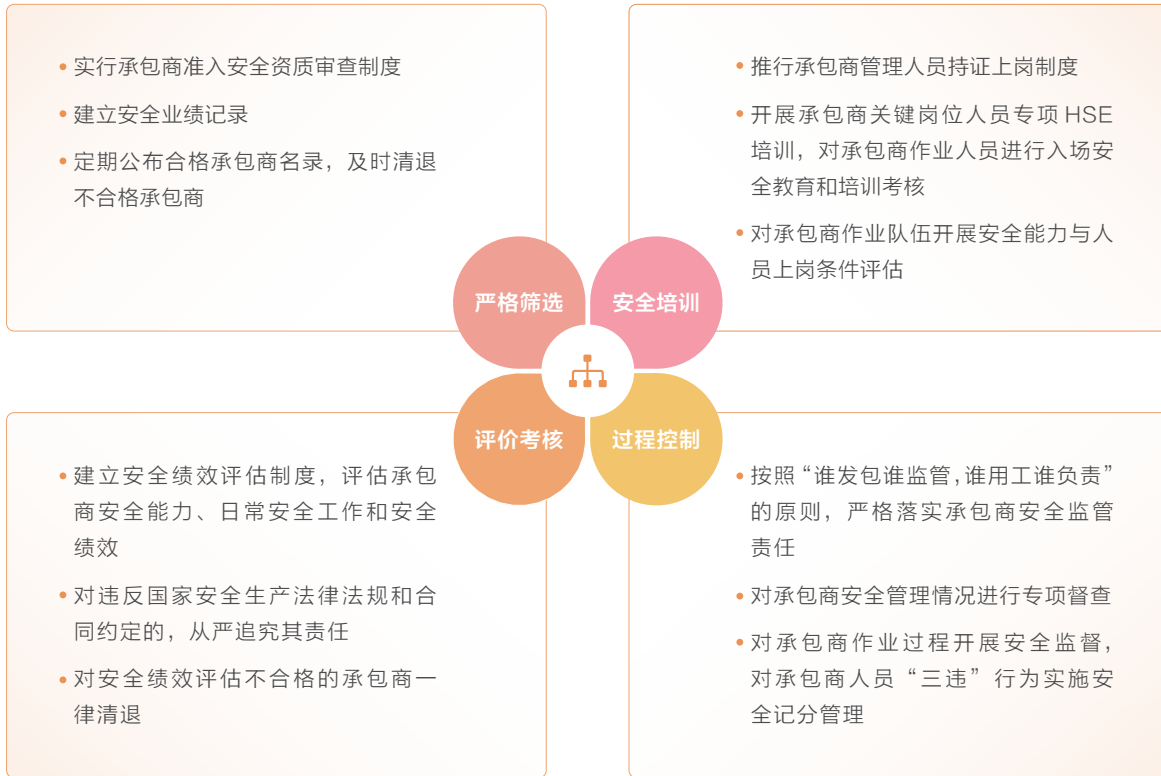 • 实行承包商准入安全资质审查制度
• 建立安全业绩记录
• 定期公布合格承包商名录，及时清退
不合格承包商
• 推行承包商管理人员持证上岗制度
• 开展承包商关键岗位人员专项 HSE
培训，对承包商作业人员进行入场安
全教育和培训考核
• 对承包商作业队伍开展安全能力与人
员上岗条件评估
严格筛选
安全培训
评价考核
过程控制
• 建立安全绩效评估制度，评估承包
商安全能力、日常安全工作和安全
绩效
• 对违反国家安全生产法律法规和合
同约定的，从严追究其责任
• 对安全绩效评估不合格的承包商一
律清退
• 按照“谁发包谁监管，谁用工谁负责”
的原则，严格落实承包商安全监管
责任
• 对承包商安全管理情况进行专项督查
• 对承包商作业过程开展安全监督，
对承包商人员“三违”行为实施安
全记分管理